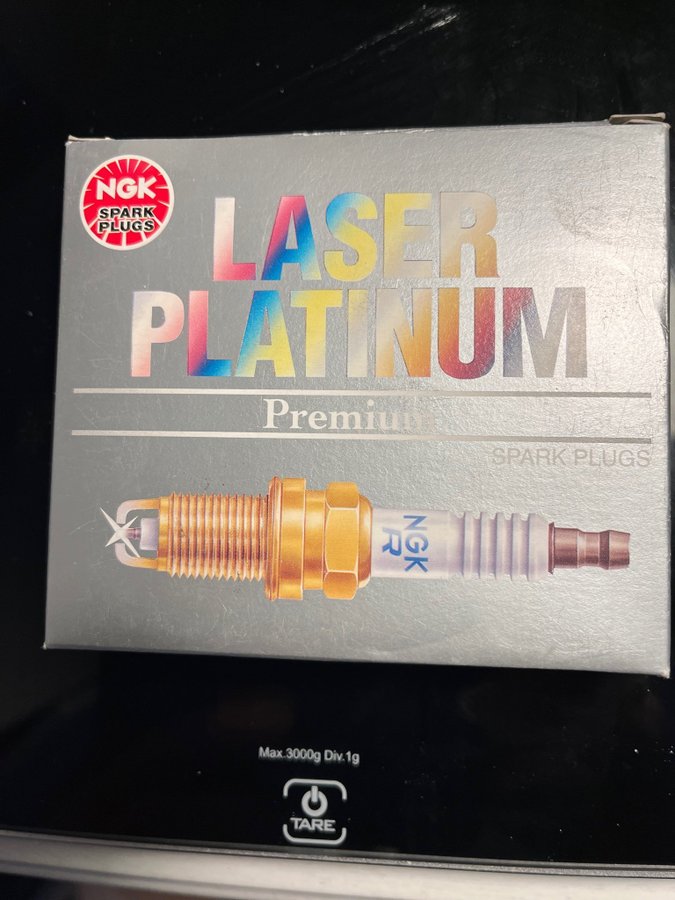 NGK
SPARK
PLUGS
LASER
PLATINUM
Premium
SPARK PLUGS
NGK
R
Max.3000g Div.1g
TARE